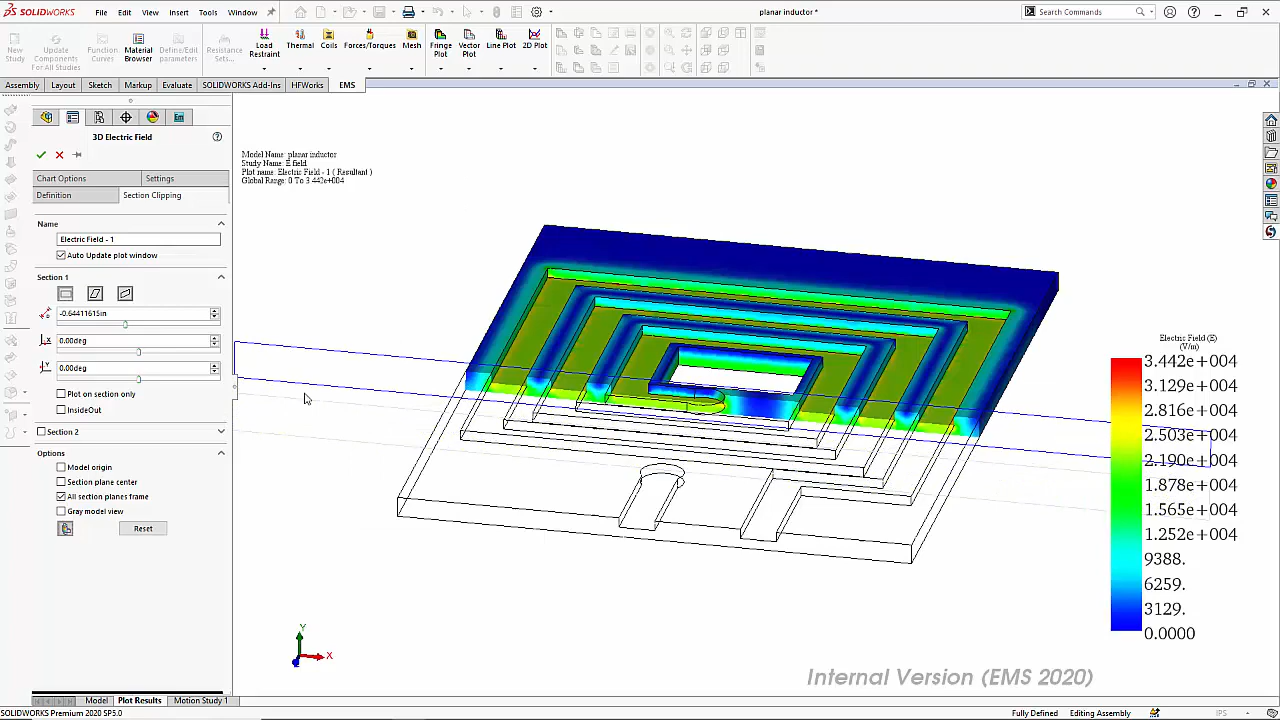 SOLIDWORKS
File
Edit
View
Insert
Tools
Window
planar inductor *
Search Commands
New
Study
Update
Components
For All Studies
Function
Curves
Material
Browser
Define/Edit
parameters
Resistance
Sets...
Load
Restraint
Thermal
Coils
Forces/Torques
Mesh
Fringe
Plot
Vector
Plot
Line Plot
2D Plot
Assembly
Layout
Sketch
Markup
Evaluate
SOLIDWORKS Add-Ins
HFWorks
EMS
3D Electric Field
Chart Options
Settings
Definition
Section Clipping
Name
Electric Field - 1
Auto Update plot window
Section 1
-0.64411615in
0.00deg
0.00deg
Plot on section only
InsideOut
Section 2
Options
Model origin
Section plane center
All section planes frame
Gray model view
Reset
Model Name: planar inductor
Study Name: E field
Plot name: Electric Field - 1 ( Resultant )
Global Range: 0 To 3.442e+004
Electric Field (E)
(V/m)
3.442e+004
3.129e+004
2.816e+004
2.503e+004
2.190e+004
1.878e+004
1.565e+004
1.252e+004
9388.
6259.
3129.
0.0000
Y
X
Internal Version (EMS 2020)
Model
Plot Results
Motion Study 1
SOLIDWORKS Premium 2020 SP5.0
Fully Defined
Editing Assembly
IPS